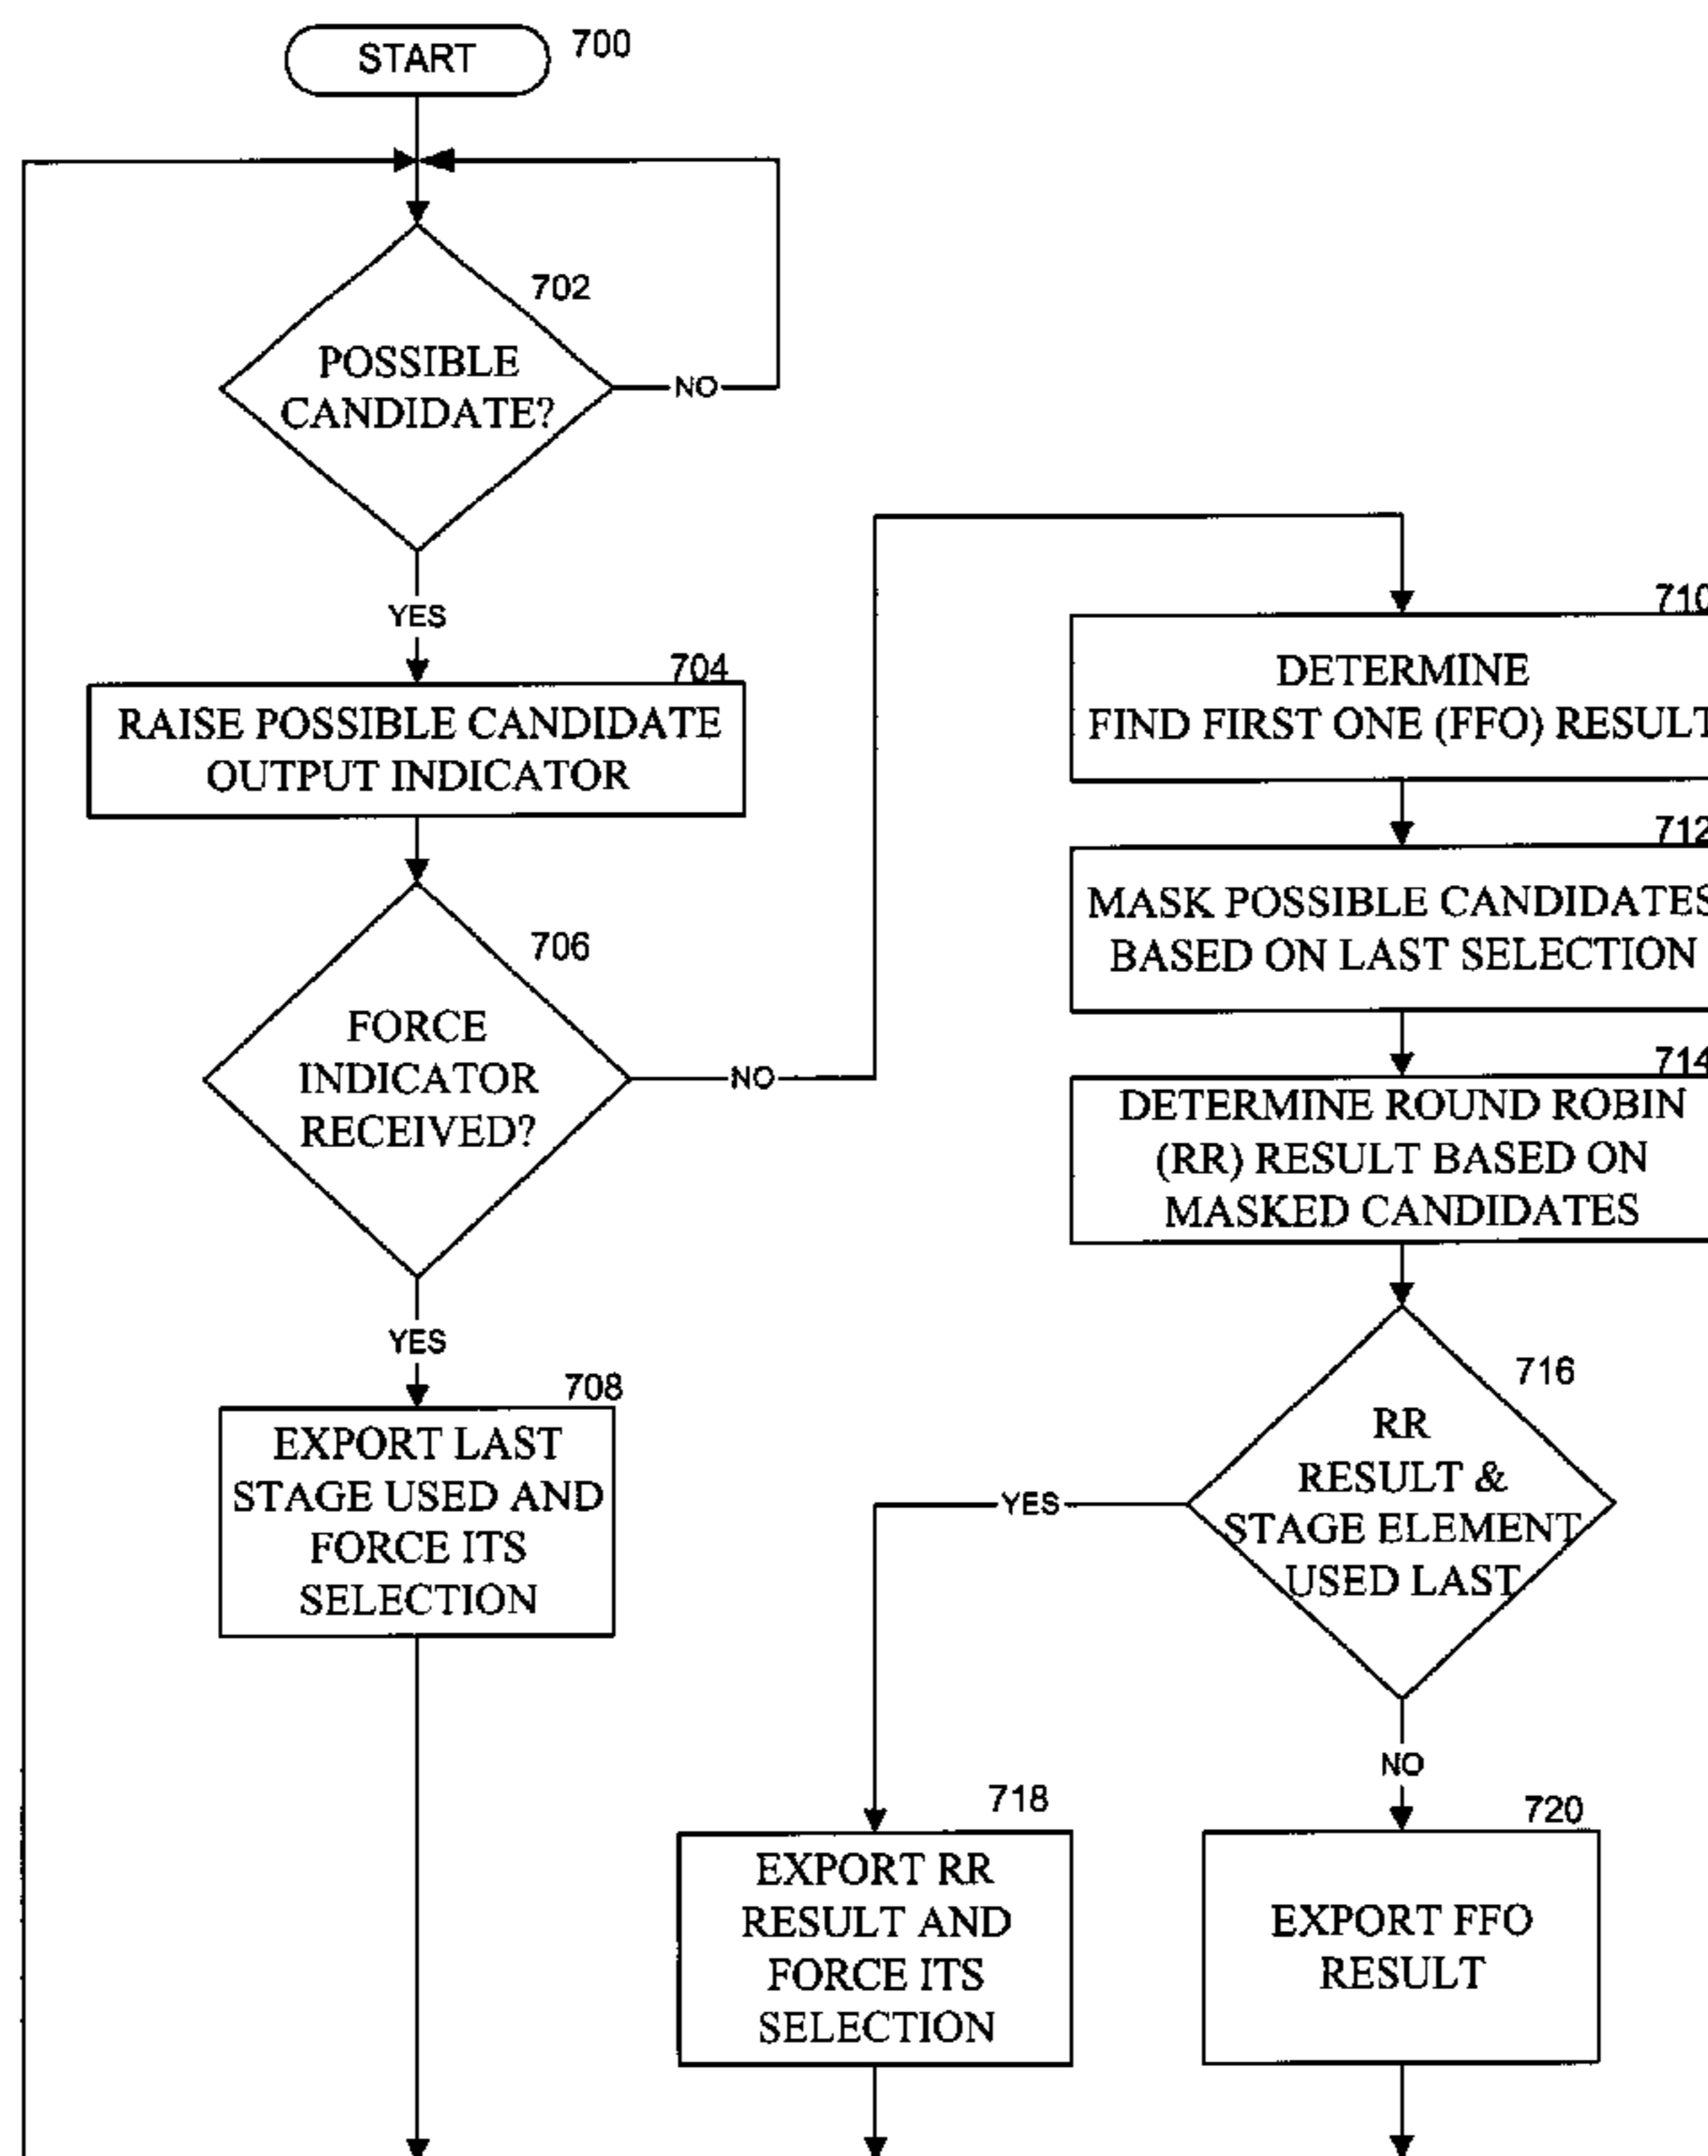 START
700
702
POSSIBLE
CANDIDATE?
NO
YES
704
RAISE POSSIBLE CANDIDATE
OUTPUT INDICATOR
706
FORCE
INDICATOR
RECEIVED?
NO
YES
708
EXPORT LAST
STAGE USED AND
FORCE ITS
SELECTION
710
DETERMINE
FIND FIRST ONE (FFO) RESULT
712
MASK POSSIBLE CANDIDATES
BASED ON LAST SELECTION
714
DETERMINE ROUND ROBIN
(RR) RESULT BASED ON
MASKED CANDIDATES
716
RR
RESULT &
STAGE ELEMENT
USED LAST
YES
NO
718
EXPORT RR
RESULT AND
FORCE ITS
SELECTION
720
EXPORT FFO
RESULT